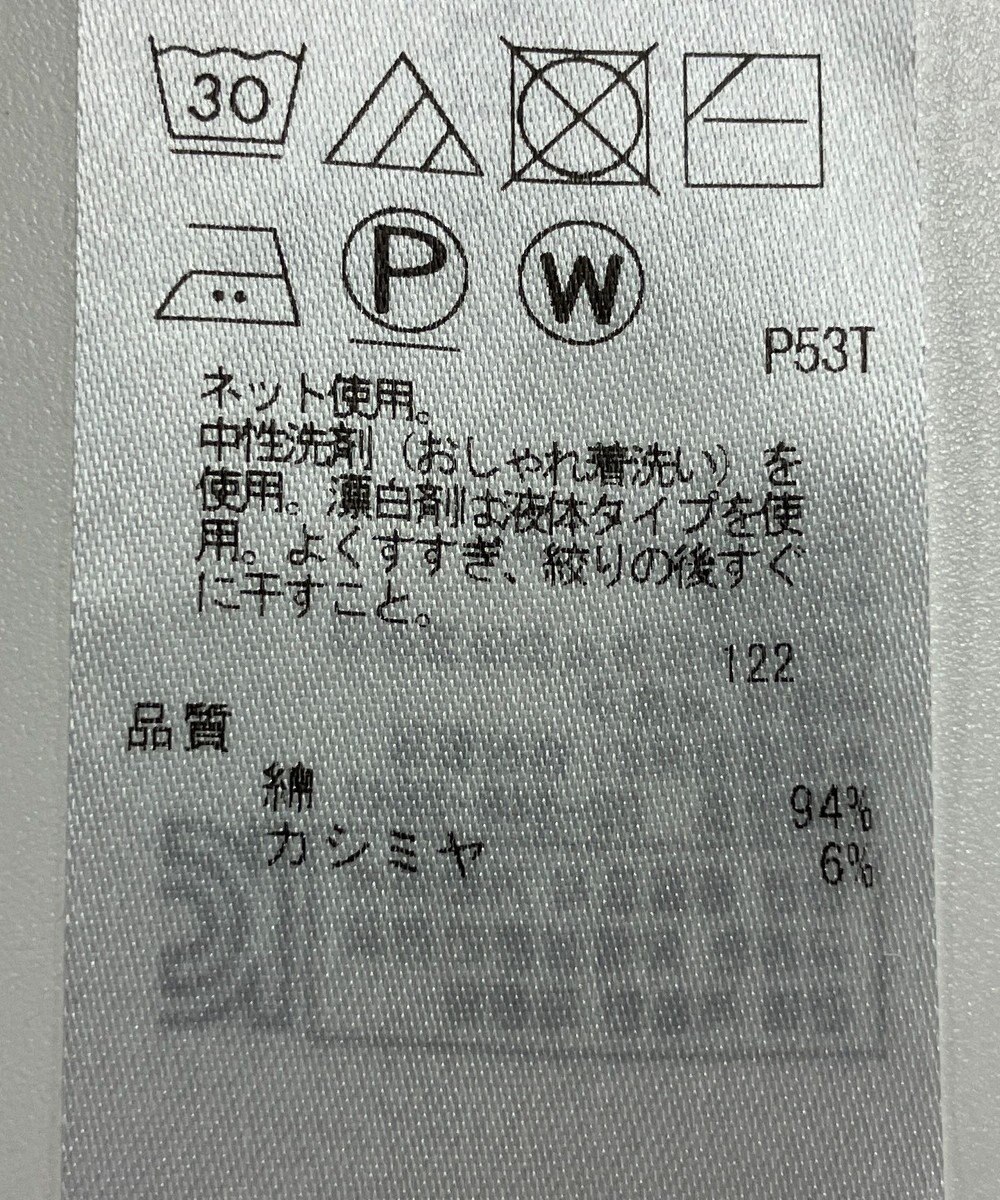 30
P W
P53T
ネット使用。
中性洗剤（おしゃれ着洗い）を
使用。漂白剤は液体タイプを使
用。よくすすぎ、絞りの後すぐ
に干すこと。
122
品質
綿 94%
カシミヤ 6%